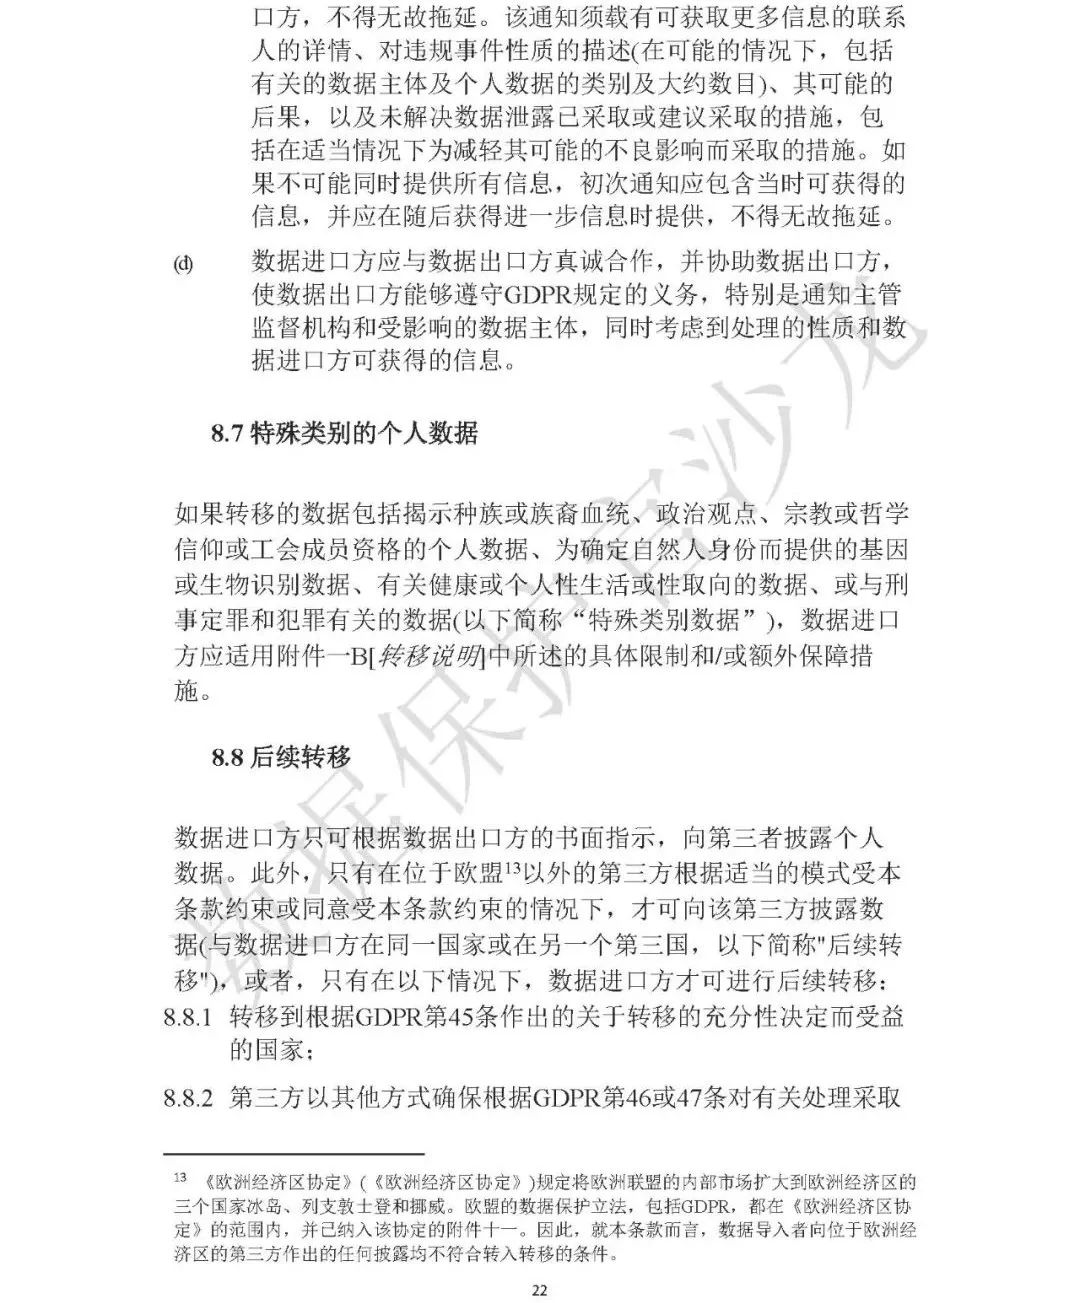 口方，不得无故拖延。该通知须载有可获取更多信息的联系
人的详情、对违规事件性质的描述(在可能的情况下，包括
有关的数据主体及个人数据的类别及大约数目)、其可能的
后果，以及未解决数据泄露已采取或建议采取的措施，包
括在适当情况下为减轻其可能的不良影响而采取的措施。如
果不可能同时提供所有信息，初次通知应包含当时可获得的
信息，并应在随后获得进一步信息时提供，不得无故拖延。
(d) 数据进口方应与数据出口方真诚合作，并协助数据出口方，
使数据出口方能够遵守GDPR规定的义务，特别是通知主管
监督机构和受影响的数据主体，同时考虑到处理的性质和数
据进口方可获得的信息。
8.7 特殊类别的个人数据
如果转移的数据包括揭示种族或族裔血统、政治观点、宗教或哲学
信仰或工会成员资格的个人数据、为确定自然人身份而提供的基因
或生物识别数据、有关健康或个人性生活或性取向的数据、或与刑
事定罪和犯罪有关的数据(以下简称“特殊类别数据”)，数据进口
方应适用附件一B[转移说明]中所述的具体限制和/或额外保障措
施。
8.8 后续转移
数据进口方只可根据数据出口方的书面指示，向第三者披露个人
数据。此外，只有在位于欧盟13以外的第三方根据适当的模式受本
条款约束或同意受本条款约束的情况下，才可向该第三方披露数
据(与数据进口方在同一国家或在另一个第三国，以下简称"后续转
移")，或者，只有在以下情况下，数据进口方才可进行后续转移：
8.8.1 转移到根据GDPR第45条作出的关于转移的充分性决定而受益
的国家；
8.8.2 第三方以其他方式确保根据GDPR第46或47条对有关处理采取
13 《欧洲经济区协定》(《欧洲经济区协定》)规定将欧洲联盟的内部市场扩大到欧洲经济区的
三个国家冰岛、列支敦士登和挪威。欧盟的数据保护立法，包括GDPR，都在《欧洲经济区协
定》的范围内，并已纳入该协定的附件十一。因此，就本条款而言，数据导入者向位于欧洲经
济区的第三方作出的任何披露均不符合转入转移的条件。
22
数据保护官沙龙